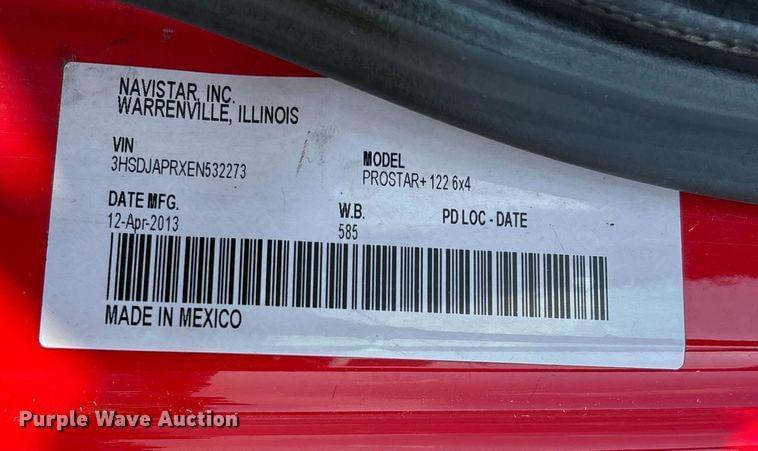 NAVISTAR, INC.
WARRENVILLE, ILLINOIS
VIN
3HSDJAPRXEN532273
MODEL
PROSTAR+ 122 6x4
DATE MFG.
12-Apr-2013
W.B.
585
PD LOC - DATE
MADE IN MEXICO
Purple Wave Auction